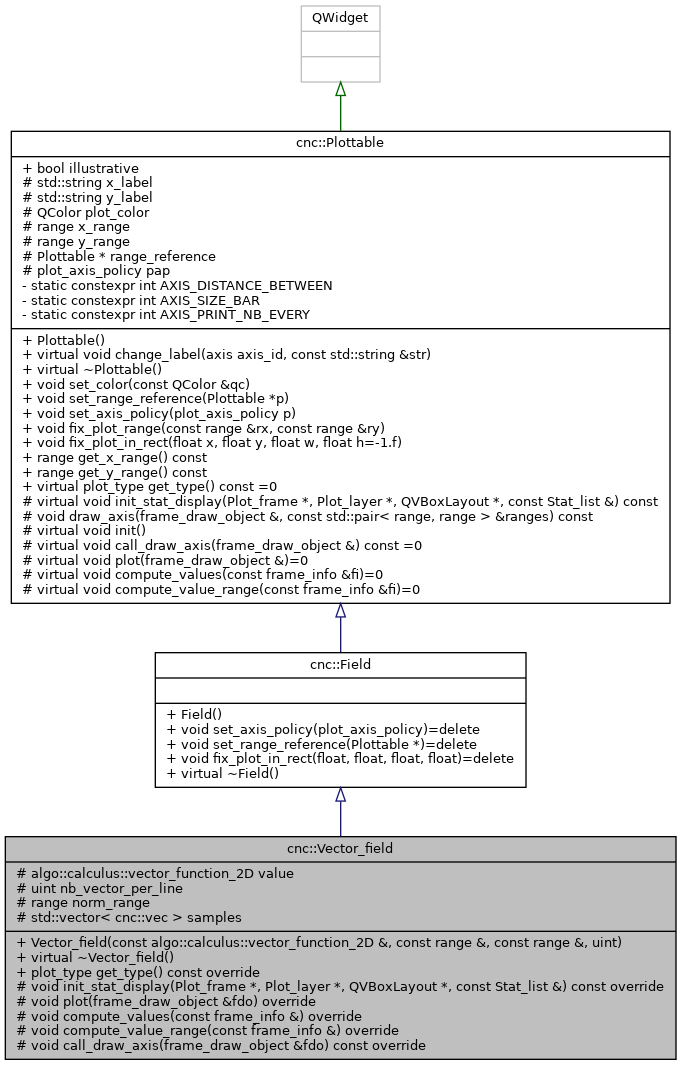 QWidget
cnc::Plottable
+ bool illustrative
# std::string x_label
# std::string y_label
# QColor plot_color
# range x_range
# range y_range
# Plottable * range_reference
# plot_axis_policy pap
- static constexpr int AXIS_DISTANCE_BETWEEN
- static constexpr int AXIS_SIZE_BAR
- static constexpr int AXIS_PRINT_NB_EVERY
+ Plottable()
+ virtual void change_label(axis axis_id, const std::string &str)
+ virtual ~Plottable()
+ void set_color(const QColor &qc)
+ void set_range_reference(Plottable *p)
+ void set_axis_policy(plot_axis_policy p)
+ void fix_plot_range(const range &rx, const range &ry)
+ void fix_plot_in_rect(float x, float y, float w, float h=-1.f)
+ range get_x_range() const
+ range get_y_range() const
+ virtual plot_type get_type() const =0
# virtual void init_stat_display(Plot_frame *, Plot_layer *, QVBoxLayout *, const Stat_list &) const
# void draw_axis(frame_draw_object &, const std::pair< range, range > &ranges) const
# virtual void init()
# virtual void call_draw_axis(frame_draw_object &) const =0
# virtual void plot(frame_draw_object &)=0
# virtual void compute_values(const frame_info &fi)=0
# virtual void compute_value_range(const frame_info &fi)=0
cnc::Field
+ Field()
+ void set_axis_policy(plot_axis_policy)=delete
+ void set_range_reference(Plottable *)=delete
+ void fix_plot_in_rect(float, float, float, float)=delete
+ virtual ~Field()
cnc::Vector_field
# algo::calculus::vector_function_2D value
# uint nb_vector_per_line
# range norm_range
# std::vector< cnc::vec > samples
+ Vector_field(const algo::calculus::vector_function_2D &, const range &, const range &, uint)
+ virtual ~Vector_field()
+ plot_type get_type() const override
# void init_stat_display(Plot_frame *, Plot_layer *, QVBoxLayout *, const Stat_list &) const override
# void plot(frame_draw_object &fdo) override
# void compute_values(const frame_info &) override
# void compute_value_range(const frame_info &) override
# void call_draw_axis(frame_draw_object &fdo) const override